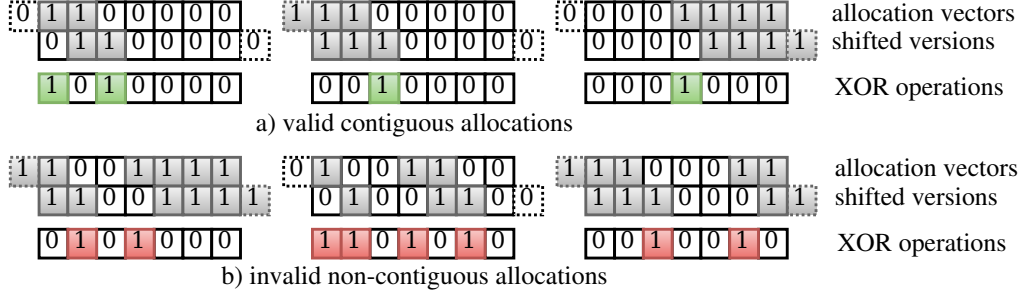 0 1 1 0 0 0 0 0 1 1 1 0 0 0 0 0 0 0 0 0 1 1 1 1 allocation vectors
0 1 1 0 0 0 0 0 1 1 1 0 0 0 0 0 0 0 0 0 1 1 1 1 shifted versions
1 0 1 0 0 0 0 0 0 1 0 0 0 0 0 0 0 1 0 0 0 XOR operations
a) valid contiguous allocations
1 1 0 0 1 1 1 1 0 1 0 0 1 1 0 0 1 1 1 0 0 0 1 1 allocation vectors
1 1 0 0 1 1 1 1 0 1 0 0 1 1 0 0 1 1 1 0 0 0 1 1 shifted versions
0 1 0 1 0 0 0 1 1 0 1 0 1 0 0 0 1 0 0 1 0 XOR operations
b) invalid non-contiguous allocations